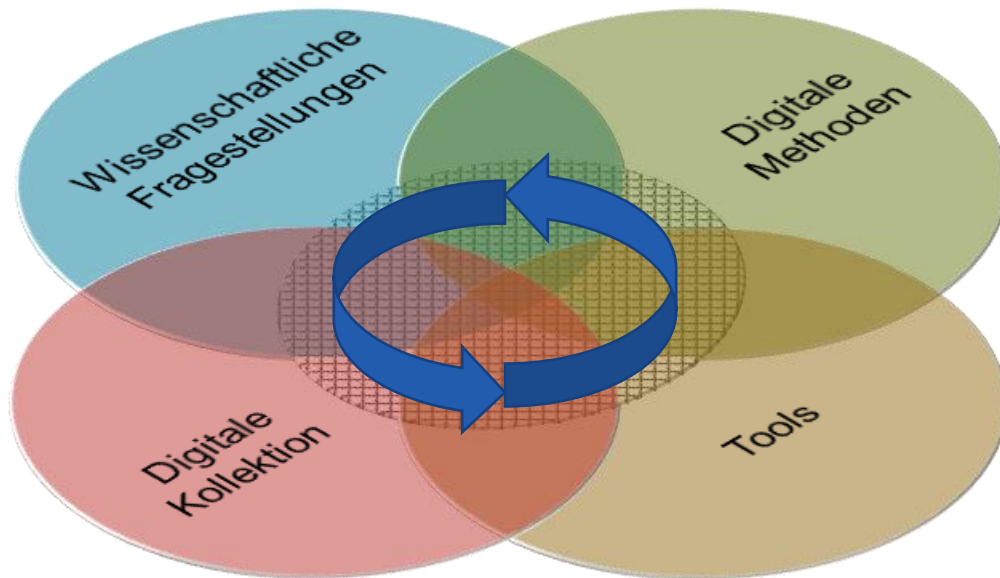 Wissenschaftliche
Fragestellungen
Digitale
Methoden
Digitale
Kollektion
Tools